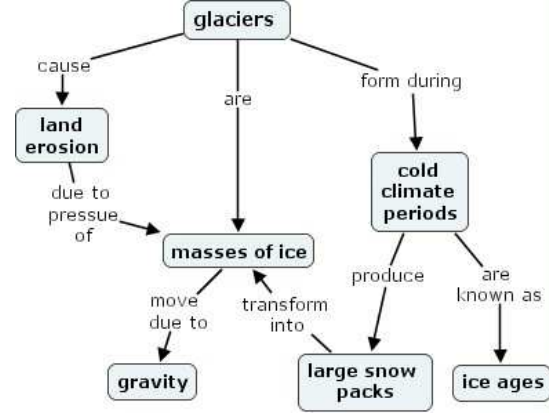 glaciers
cause
are
form during
land
erosion
cold
climate
periods
due to
pressue
of
masses of ice
produce
are
known as
move
due to
transform
into
gravity
large snow
packs
ice ages